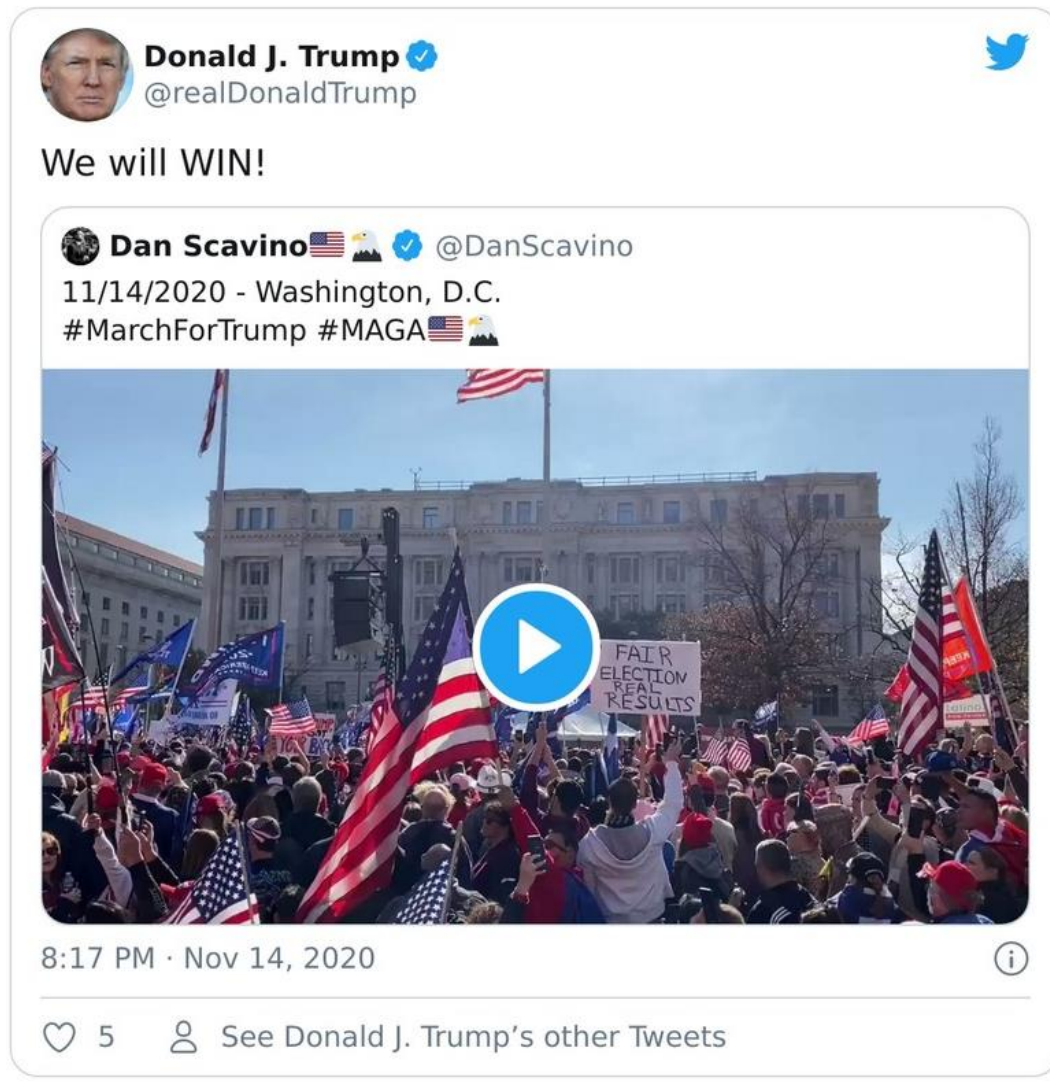 Donald J. Trump
@realDonaldTrump
We will WIN!
Dan Scavino🇺🇸🦅 @DanScavino
11/14/2020 - Washington, D.C.
#MarchForTrump #MAGA🇺🇸🦅
FAIR
ELECTION
REAL
RESULTS
8:17 PM · Nov 14, 2020
5 See Donald J. Trump’s other Tweets